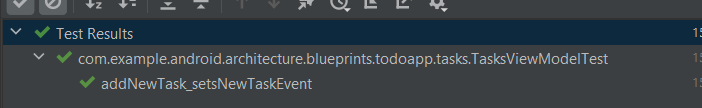 Test Results
com.example.android.architecture.blueprints.todoapp.tasks.TasksViewModelTest
addNewTask_setsNewTaskEvent